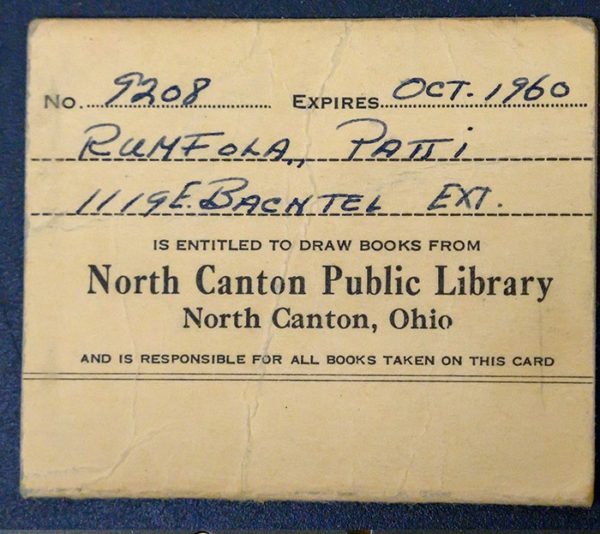 No. 9208 EXPIRES OCT. 1960
RUMFOLA, PATTI
1119 E. BACHTEL EXT.
IS ENTITLED TO DRAW BOOKS FROM
North Canton Public Library
North Canton, Ohio
AND IS RESPONSIBLE FOR ALL BOOKS TAKEN ON THIS CARD